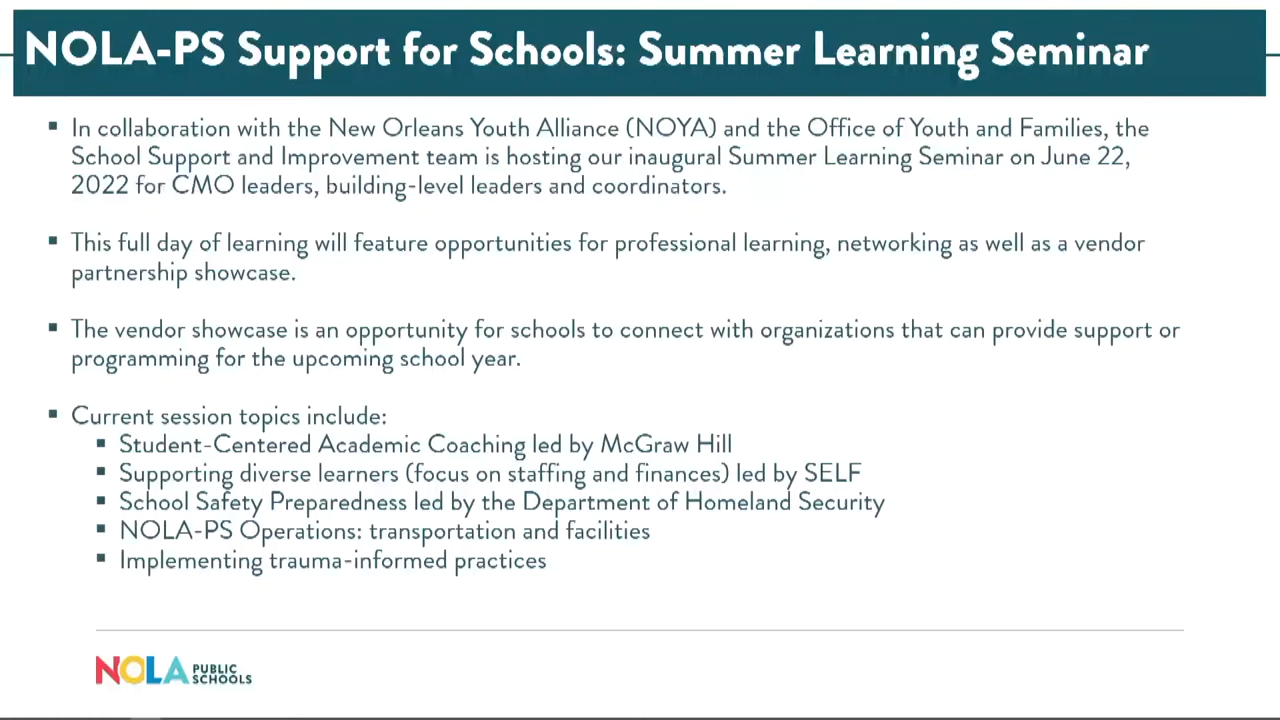 NOLA-PS Support for Schools: Summer Learning Seminar
▪ In collaboration with the New Orleans Youth Alliance (NOYA) and the Office of Youth and Families, the
School Support and Improvement team is hosting our inaugural Summer Learning Seminar on June 22,
2022 for CMO leaders, building-level leaders and coordinators.
▪ This full day of learning will feature opportunities for professional learning, networking as well as a vendor
partnership showcase.
▪ The vendor showcase is an opportunity for schools to connect with organizations that can provide support or
programming for the upcoming school year.
▪ Current session topics include:
▪ Student-Centered Academic Coaching led by McGraw Hill
▪ Supporting diverse learners (focus on staffing and finances) led by SELF
▪ School Safety Preparedness led by the Department of Homeland Security
▪ NOLA-PS Operations: transportation and facilities
▪ Implementing trauma-informed practices
NOLA PUBLIC
SCHOOLS